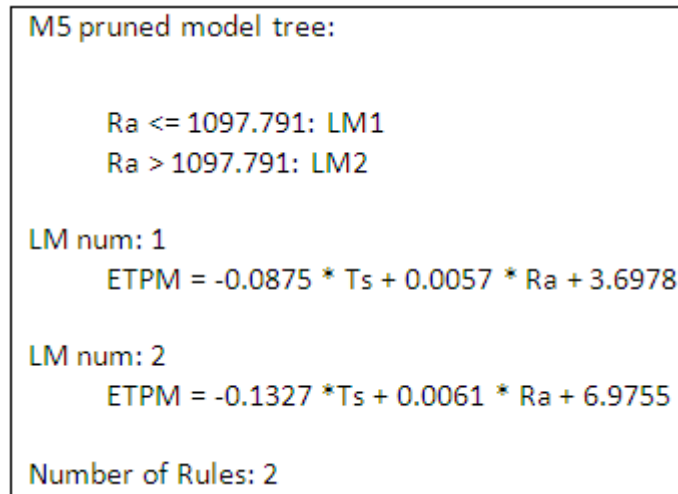 M5 pruned model tree:
Ra <= 1097.791: LM1
Ra > 1097.791: LM2
LM num: 1
ETPM = -0.0875 * Ts + 0.0057 * Ra + 3.6978
LM num: 2
ETPM = -0.1327 *Ts + 0.0061 * Ra + 6.9755
Number of Rules: 2